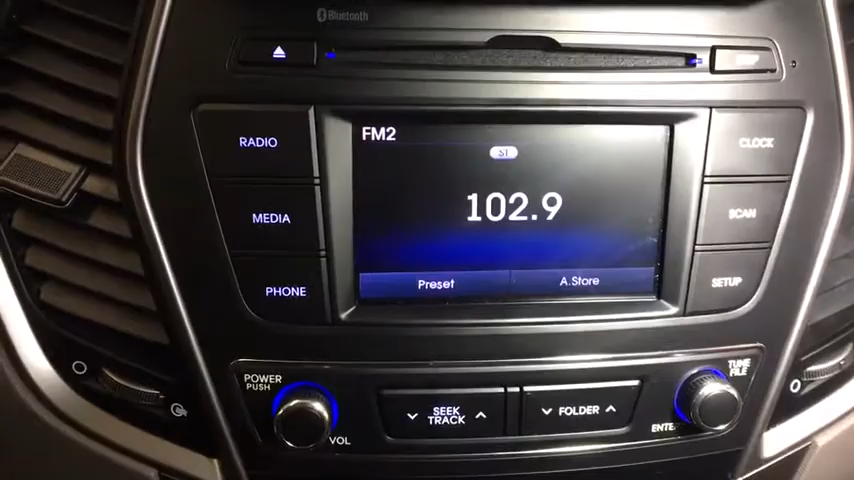 Bluetooth
RADIO
MEDIA
PHONE
FM2
ST
102.9
Preset
A.Store
CLOCK
SCAN
SETUP
POWER
PUSH
VOL
SEEK
TRACK
FOLDER
TUNE
FILE
ENTER